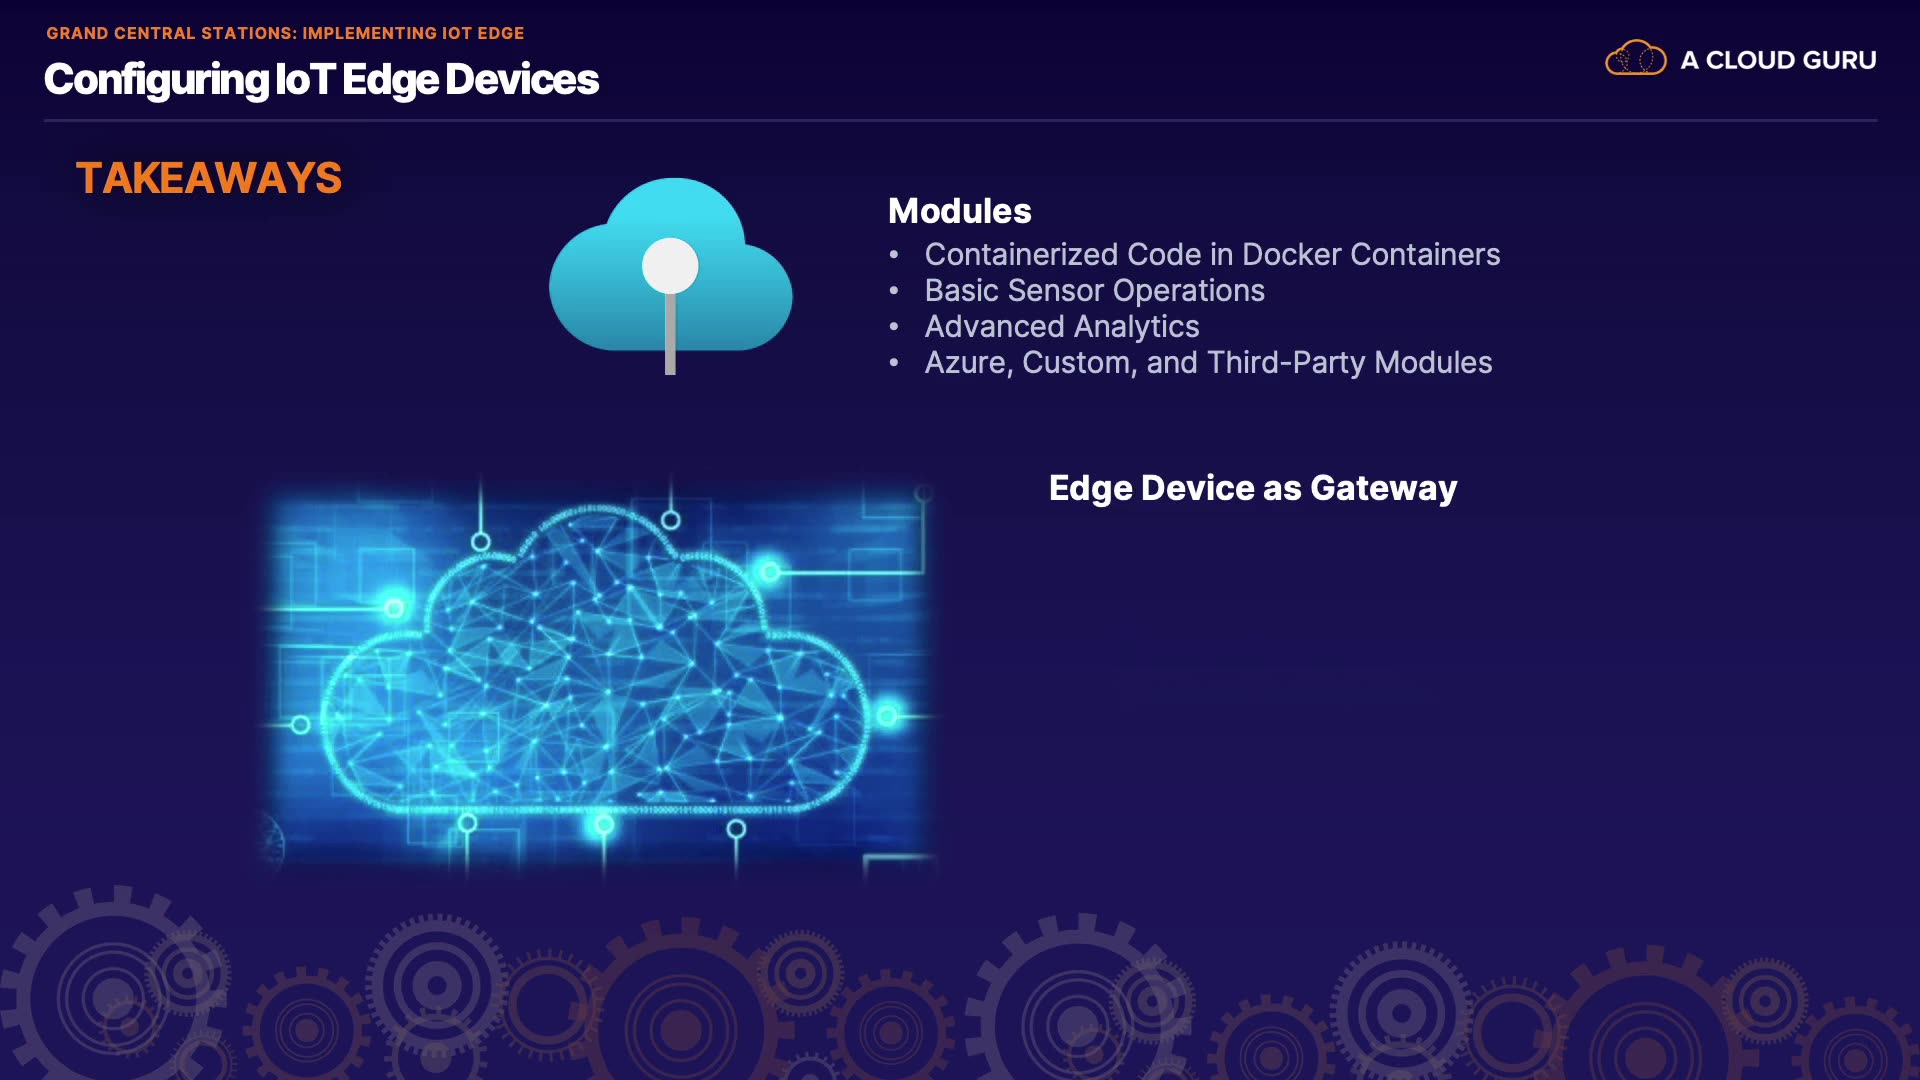 GRAND CENTRAL STATIONS: IMPLEMENTING IOT EDGE
Configuring IoT Edge Devices
A CLOUD GURU
TAKEAWAYS
Modules
• Containerized Code in Docker Containers
• Basic Sensor Operations
• Advanced Analytics
• Azure, Custom, and Third-Party Modules
Edge Device as Gateway